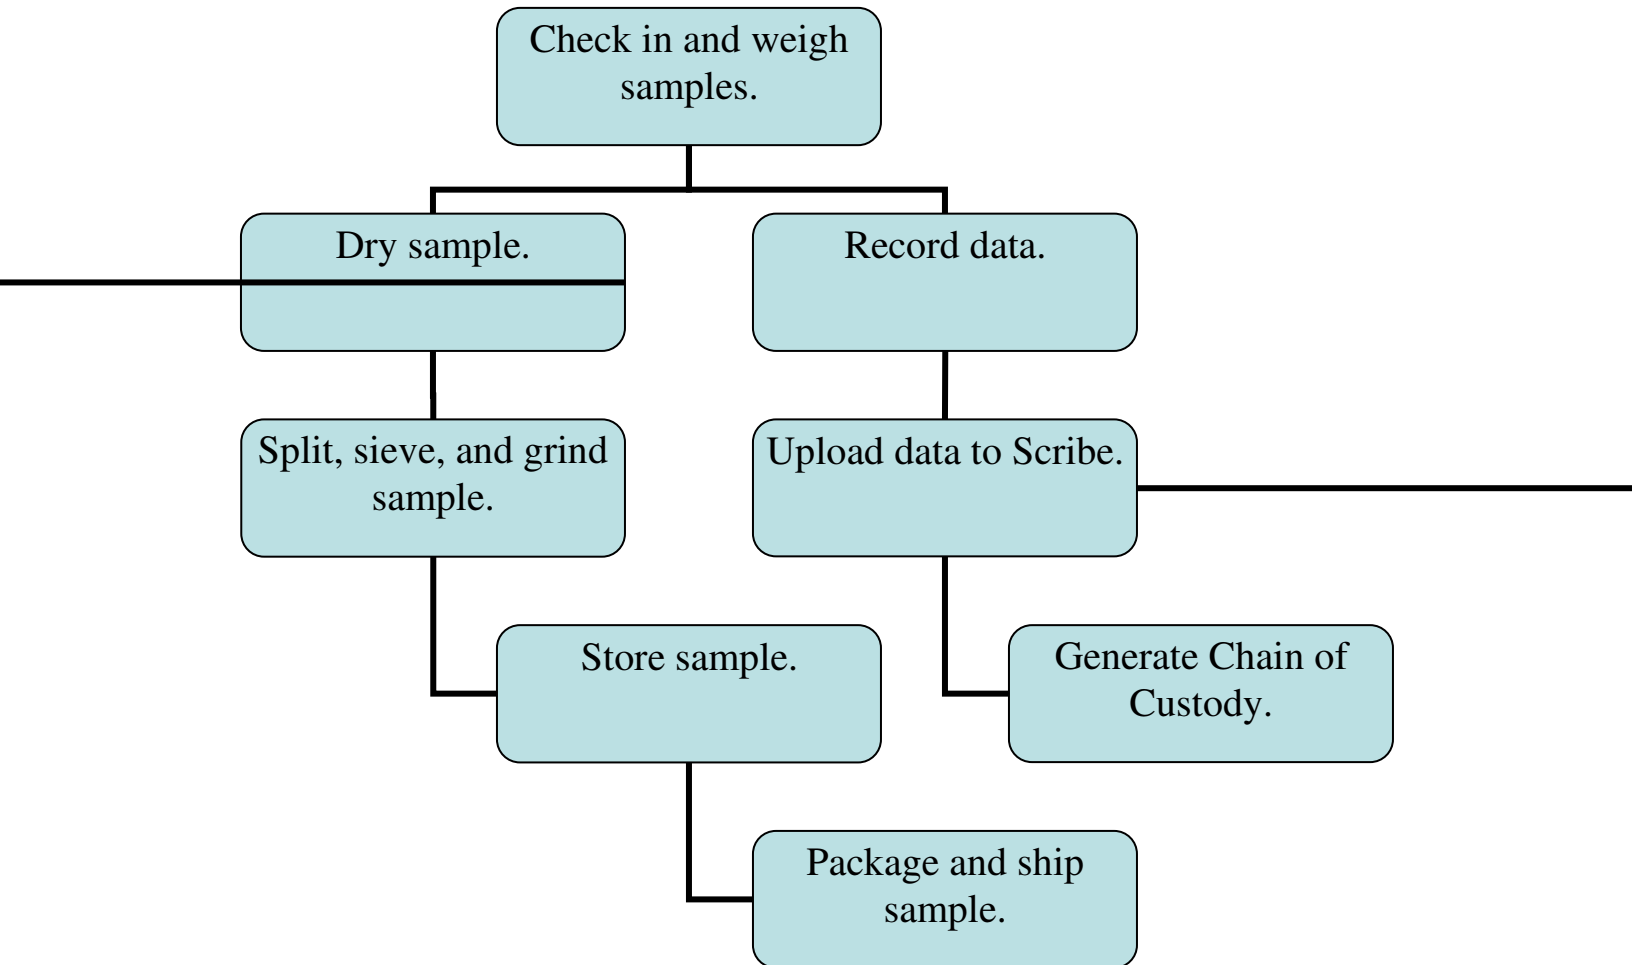 Check in and weigh
samples.
Dry sample.
Record data.
Split, sieve, and grind
sample.
Upload data to Scribe.
Store sample.
Generate Chain of
Custody.
Package and ship
sample.